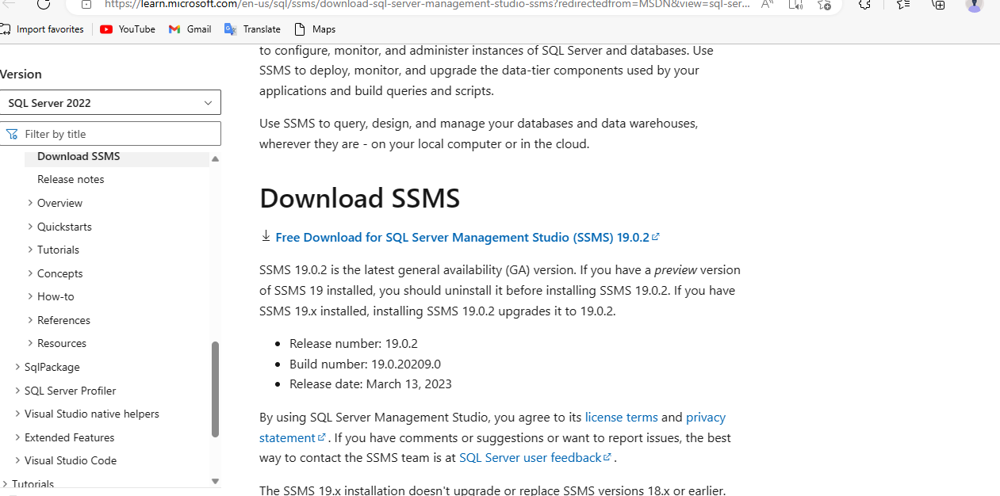 https://learn.microsoft.com/en-us/sql/ssms/download-sql-server-management-studio-ssms?redirectedfrom=MSDN&view=sql-ser...
Import favorites
YouTube
Gmail
Translate
Maps
Version
SQL Server 2022
Filter by title
Download SSMS
Release notes
Overview
Quickstarts
Tutorials
Concepts
How-to
References
Resources
SqlPackage
SQL Server Profiler
Visual Studio native helpers
Extended Features
Visual Studio Code
Tutorials
to configure, monitor, and administer instances of SQL Server and databases. Use
SSMS to deploy, monitor, and upgrade the data-tier components used by your
applications and build queries and scripts.
Use SSMS to query, design, and manage your databases and data warehouses,
wherever they are - on your local computer or in the cloud.
Download SSMS
Free Download for SQL Server Management Studio (SSMS) 19.0.2
SSMS 19.0.2 is the latest general availability (GA) version. If you have a preview version
of SSMS 19 installed, you should uninstall it before installing SSMS 19.0.2. If you have
SSMS 19.x installed, installing SSMS 19.0.2 upgrades it to 19.0.2.
• Release number: 19.0.2
• Build number: 19.0.20209.0
• Release date: March 13, 2023
By using SQL Server Management Studio, you agree to its license terms and privacy
statement. If you have comments or suggestions or want to report issues, the best
way to contact the SSMS team is at SQL Server user feedback.
The SSMS 19.x installation doesn't upgrade or replace SSMS versions 18.x or earlier.